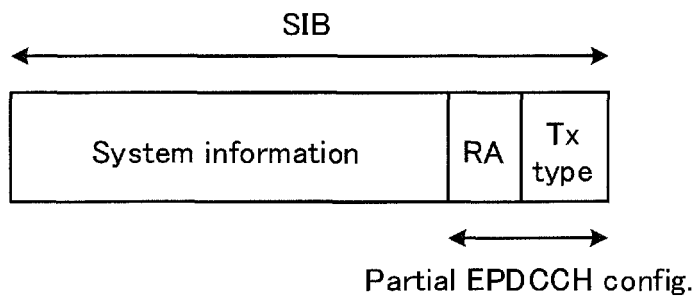 SIB
System information
RA
Tx
type
Partial EPDCCH config.